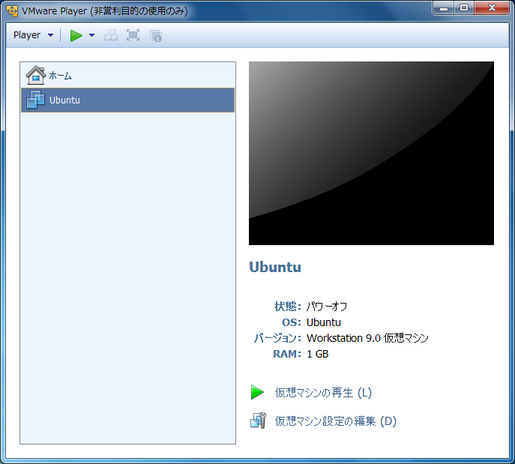 VMware Player (非営利目的の使用のみ)
Player
ホーム
Ubuntu
Ubuntu
状態: パワーオフ
OS: Ubuntu
バージョン: Workstation 9.0 仮想マシン
RAM: 1 GB
仮想マシンの再生 (L)
仮想マシン設定の編集 (D)